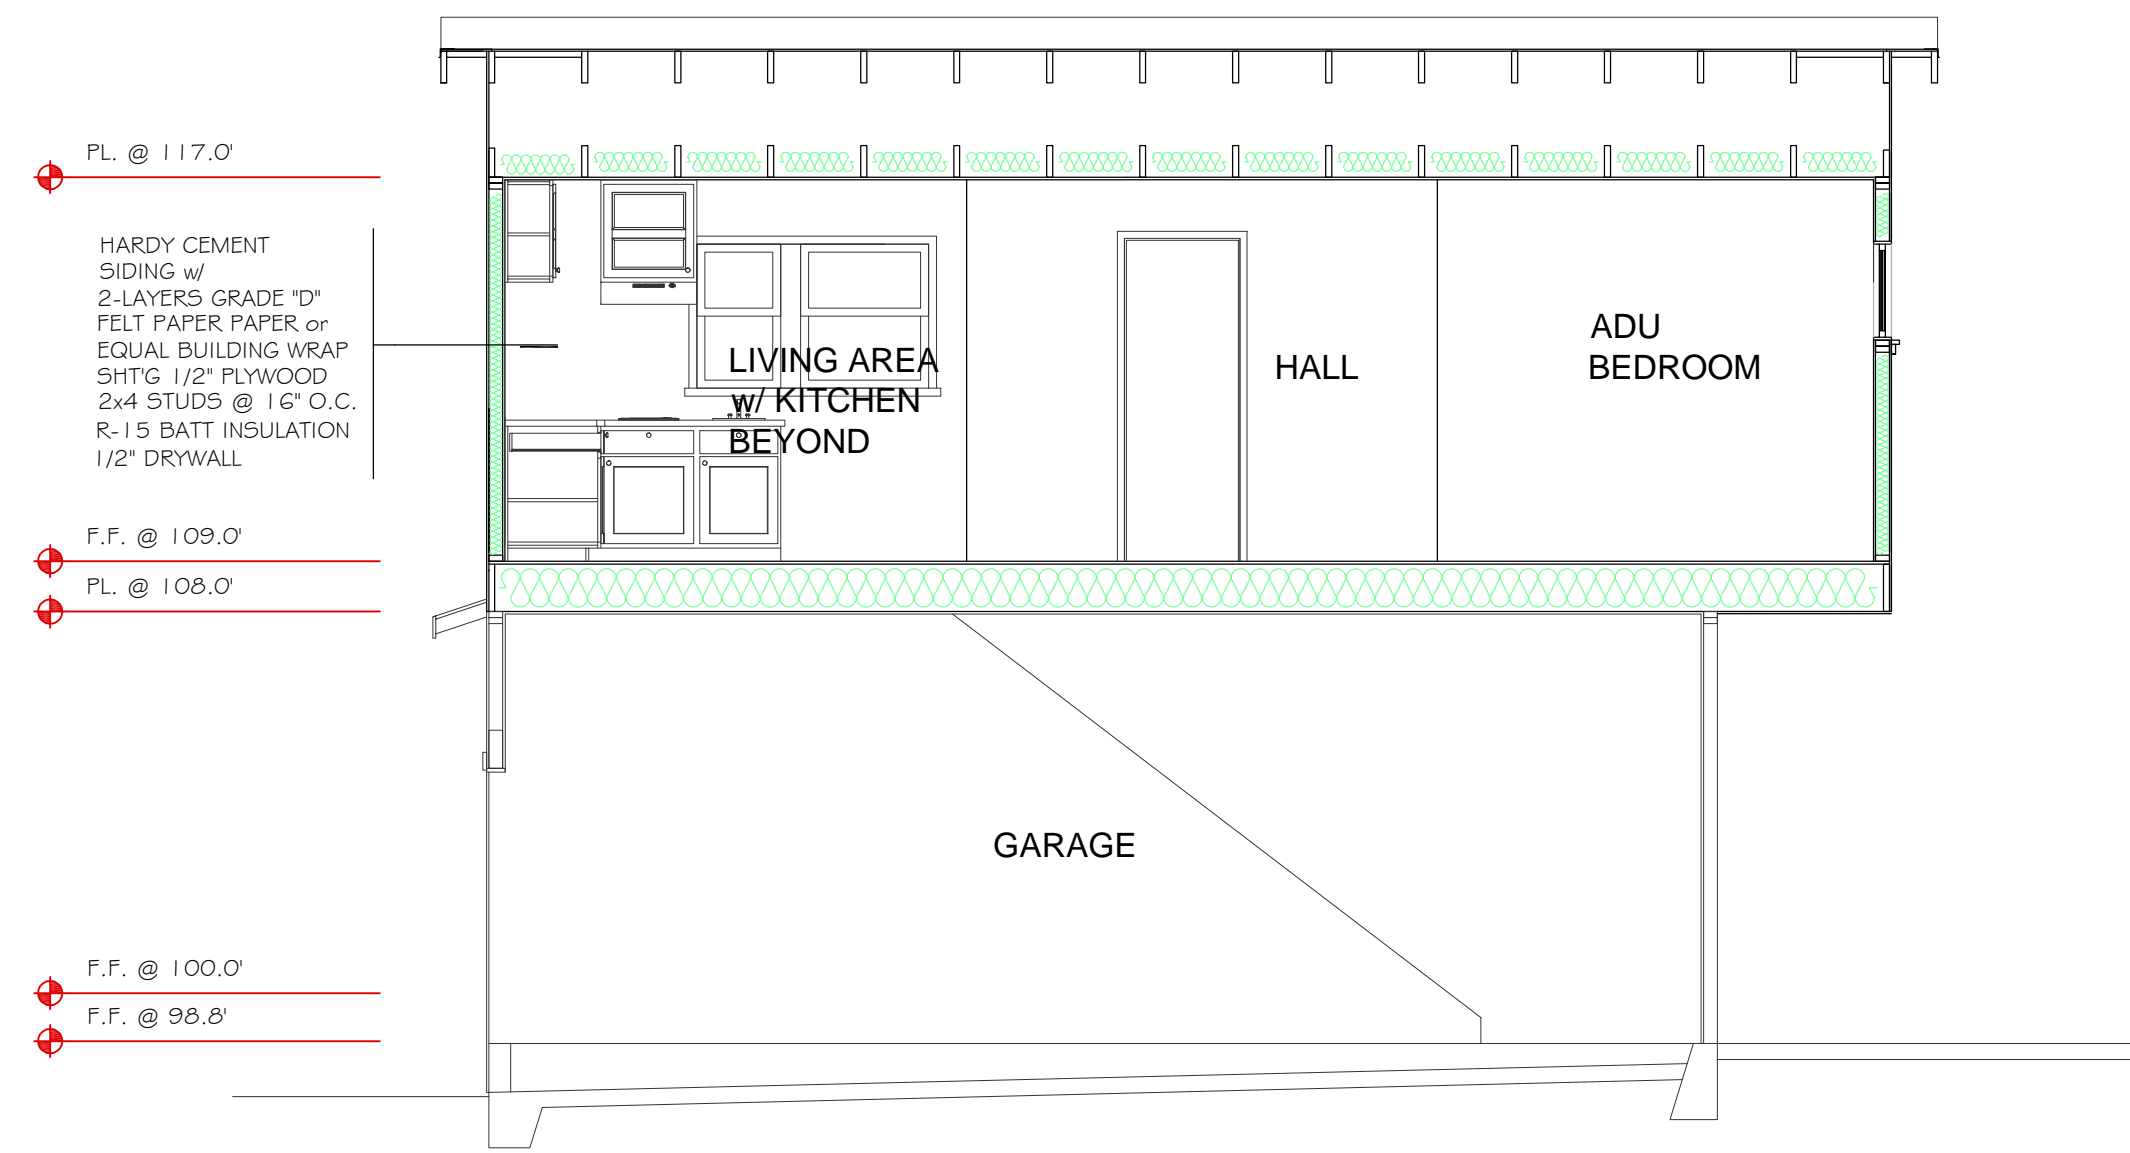 PL. @ 117.0'
HARDY CEMENT
SIDING w/
2-LAYERS GRADE "D"
FELT PAPER PAPER or
EQUAL BUILDING WRAP
SHT'G 1/2" PLYWOOD
2x4 STUDS @ 16" O.C.
R-15 BATT INSULATION
1/2" DRYWALL
LIVING AREA
w/ KITCHEN
BEYOND
HALL
ADU
BEDROOM
F.F. @ 109.0'
PL. @ 108.0'
GARAGE
F.F. @ 100.0'
F.F. @ 98.8'